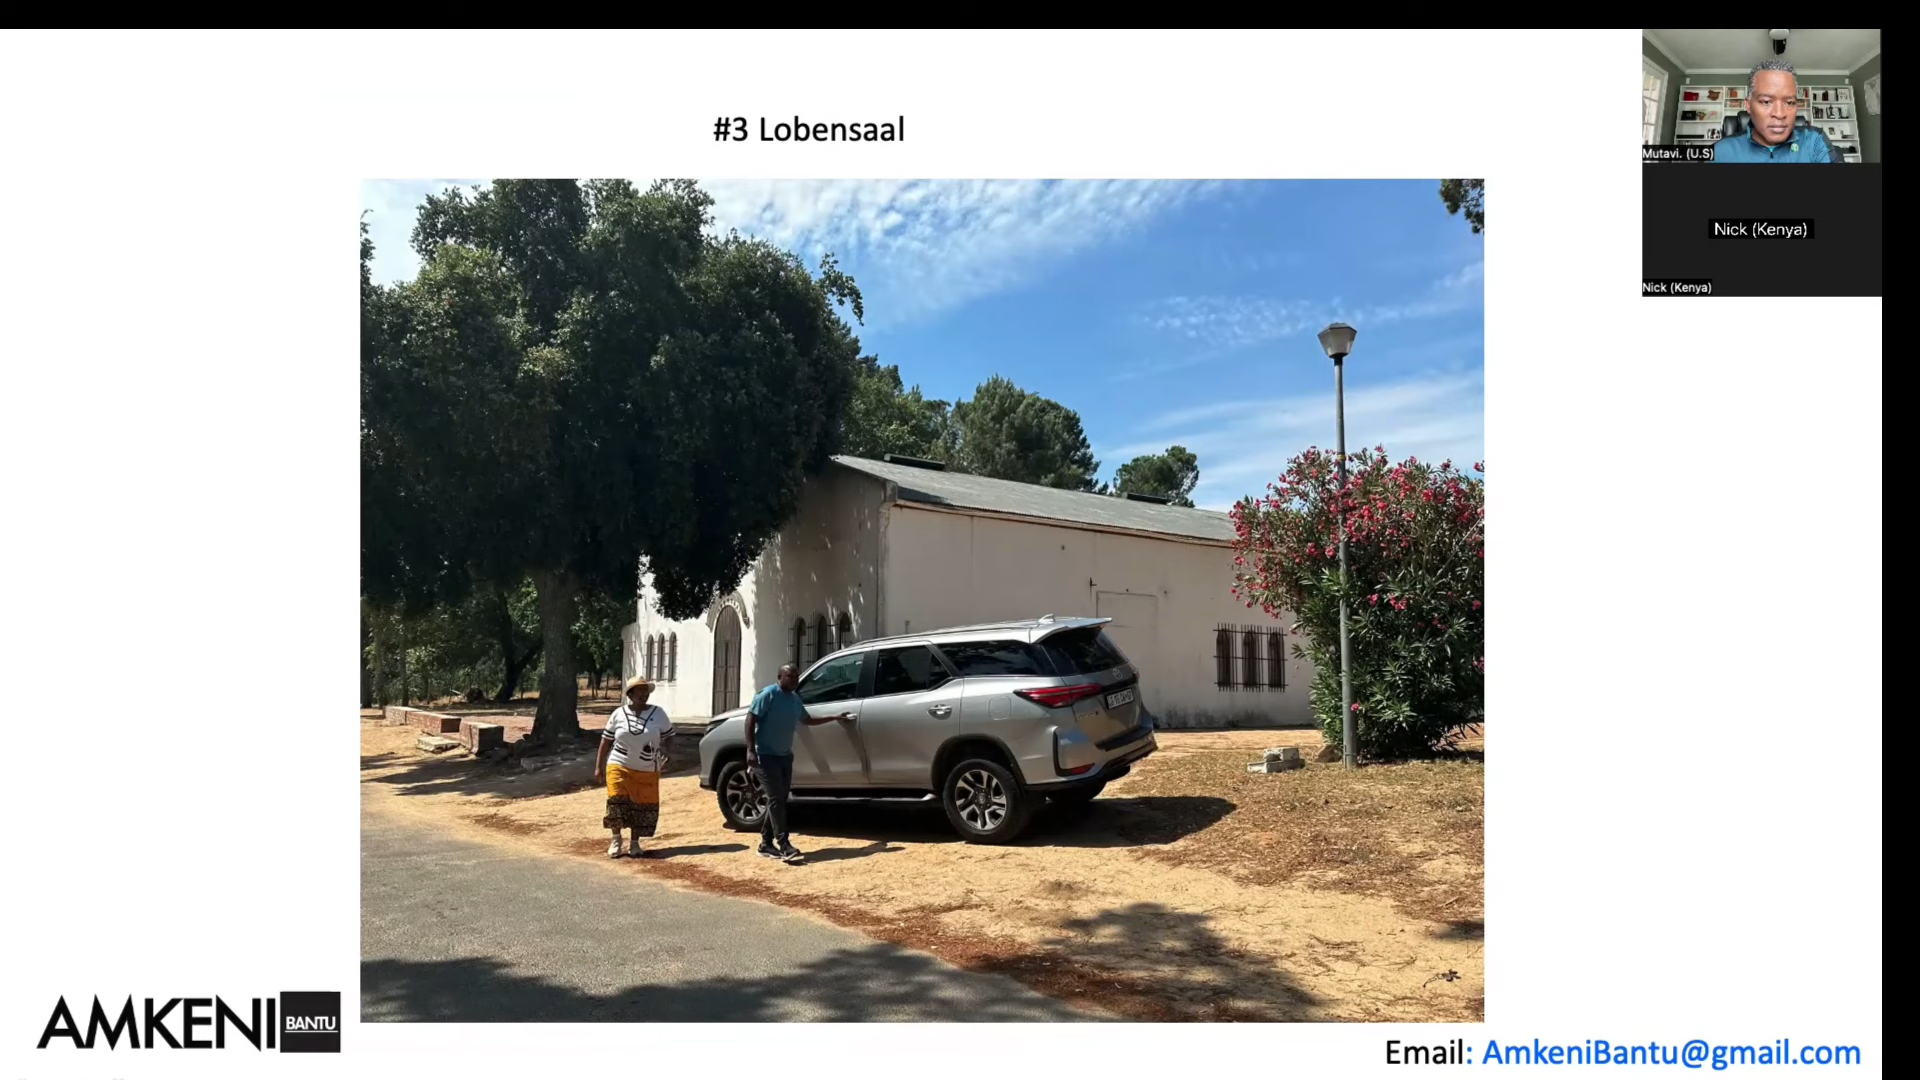 #3 Lobensaal
Mutavi. (U.S)
Nick (Kenya)
Nick (Kenya)
AMKENI BANTU
Email: AmkeniBantu@gmail.com